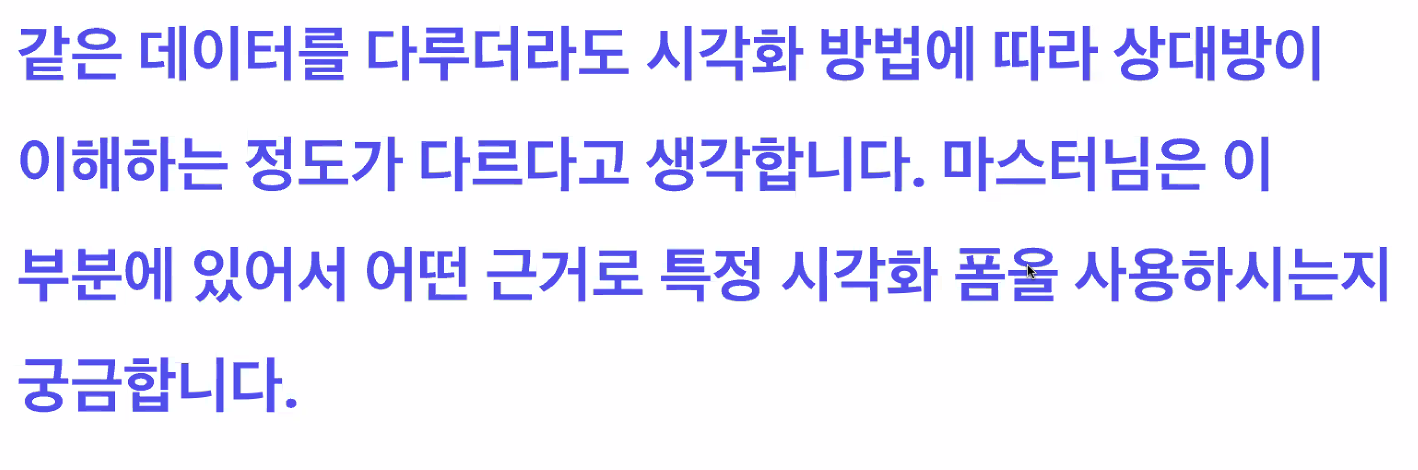 같은 데이터를 다루더라도 시각화 방법에 따라 상대방이
이해하는 정도가 다르다고 생각합니다. 마스터님은 이
부분에 있어서 어떤 근거로 특정 시각화 폼을 사용하시는지
궁금합니다.